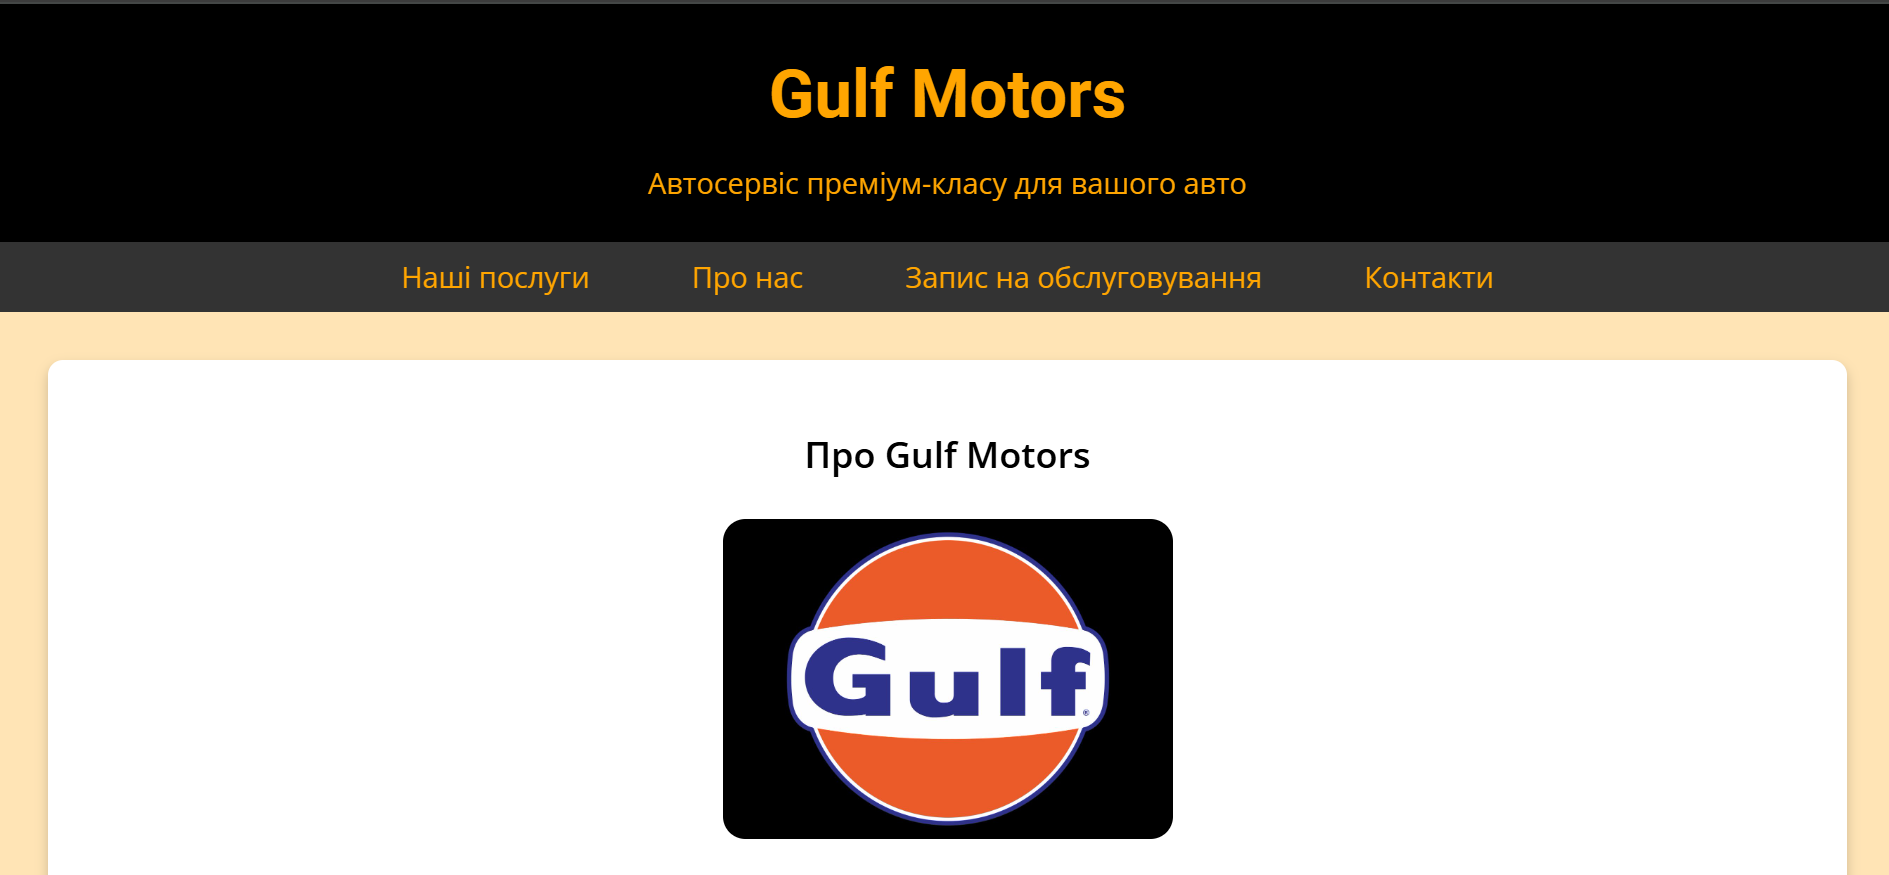 Gulf Motors
Автосервіс преміум-класу для вашого авто
Наші послуги Про нас Запис на обслуговування Контакти
Про Gulf Motors
Gulf®